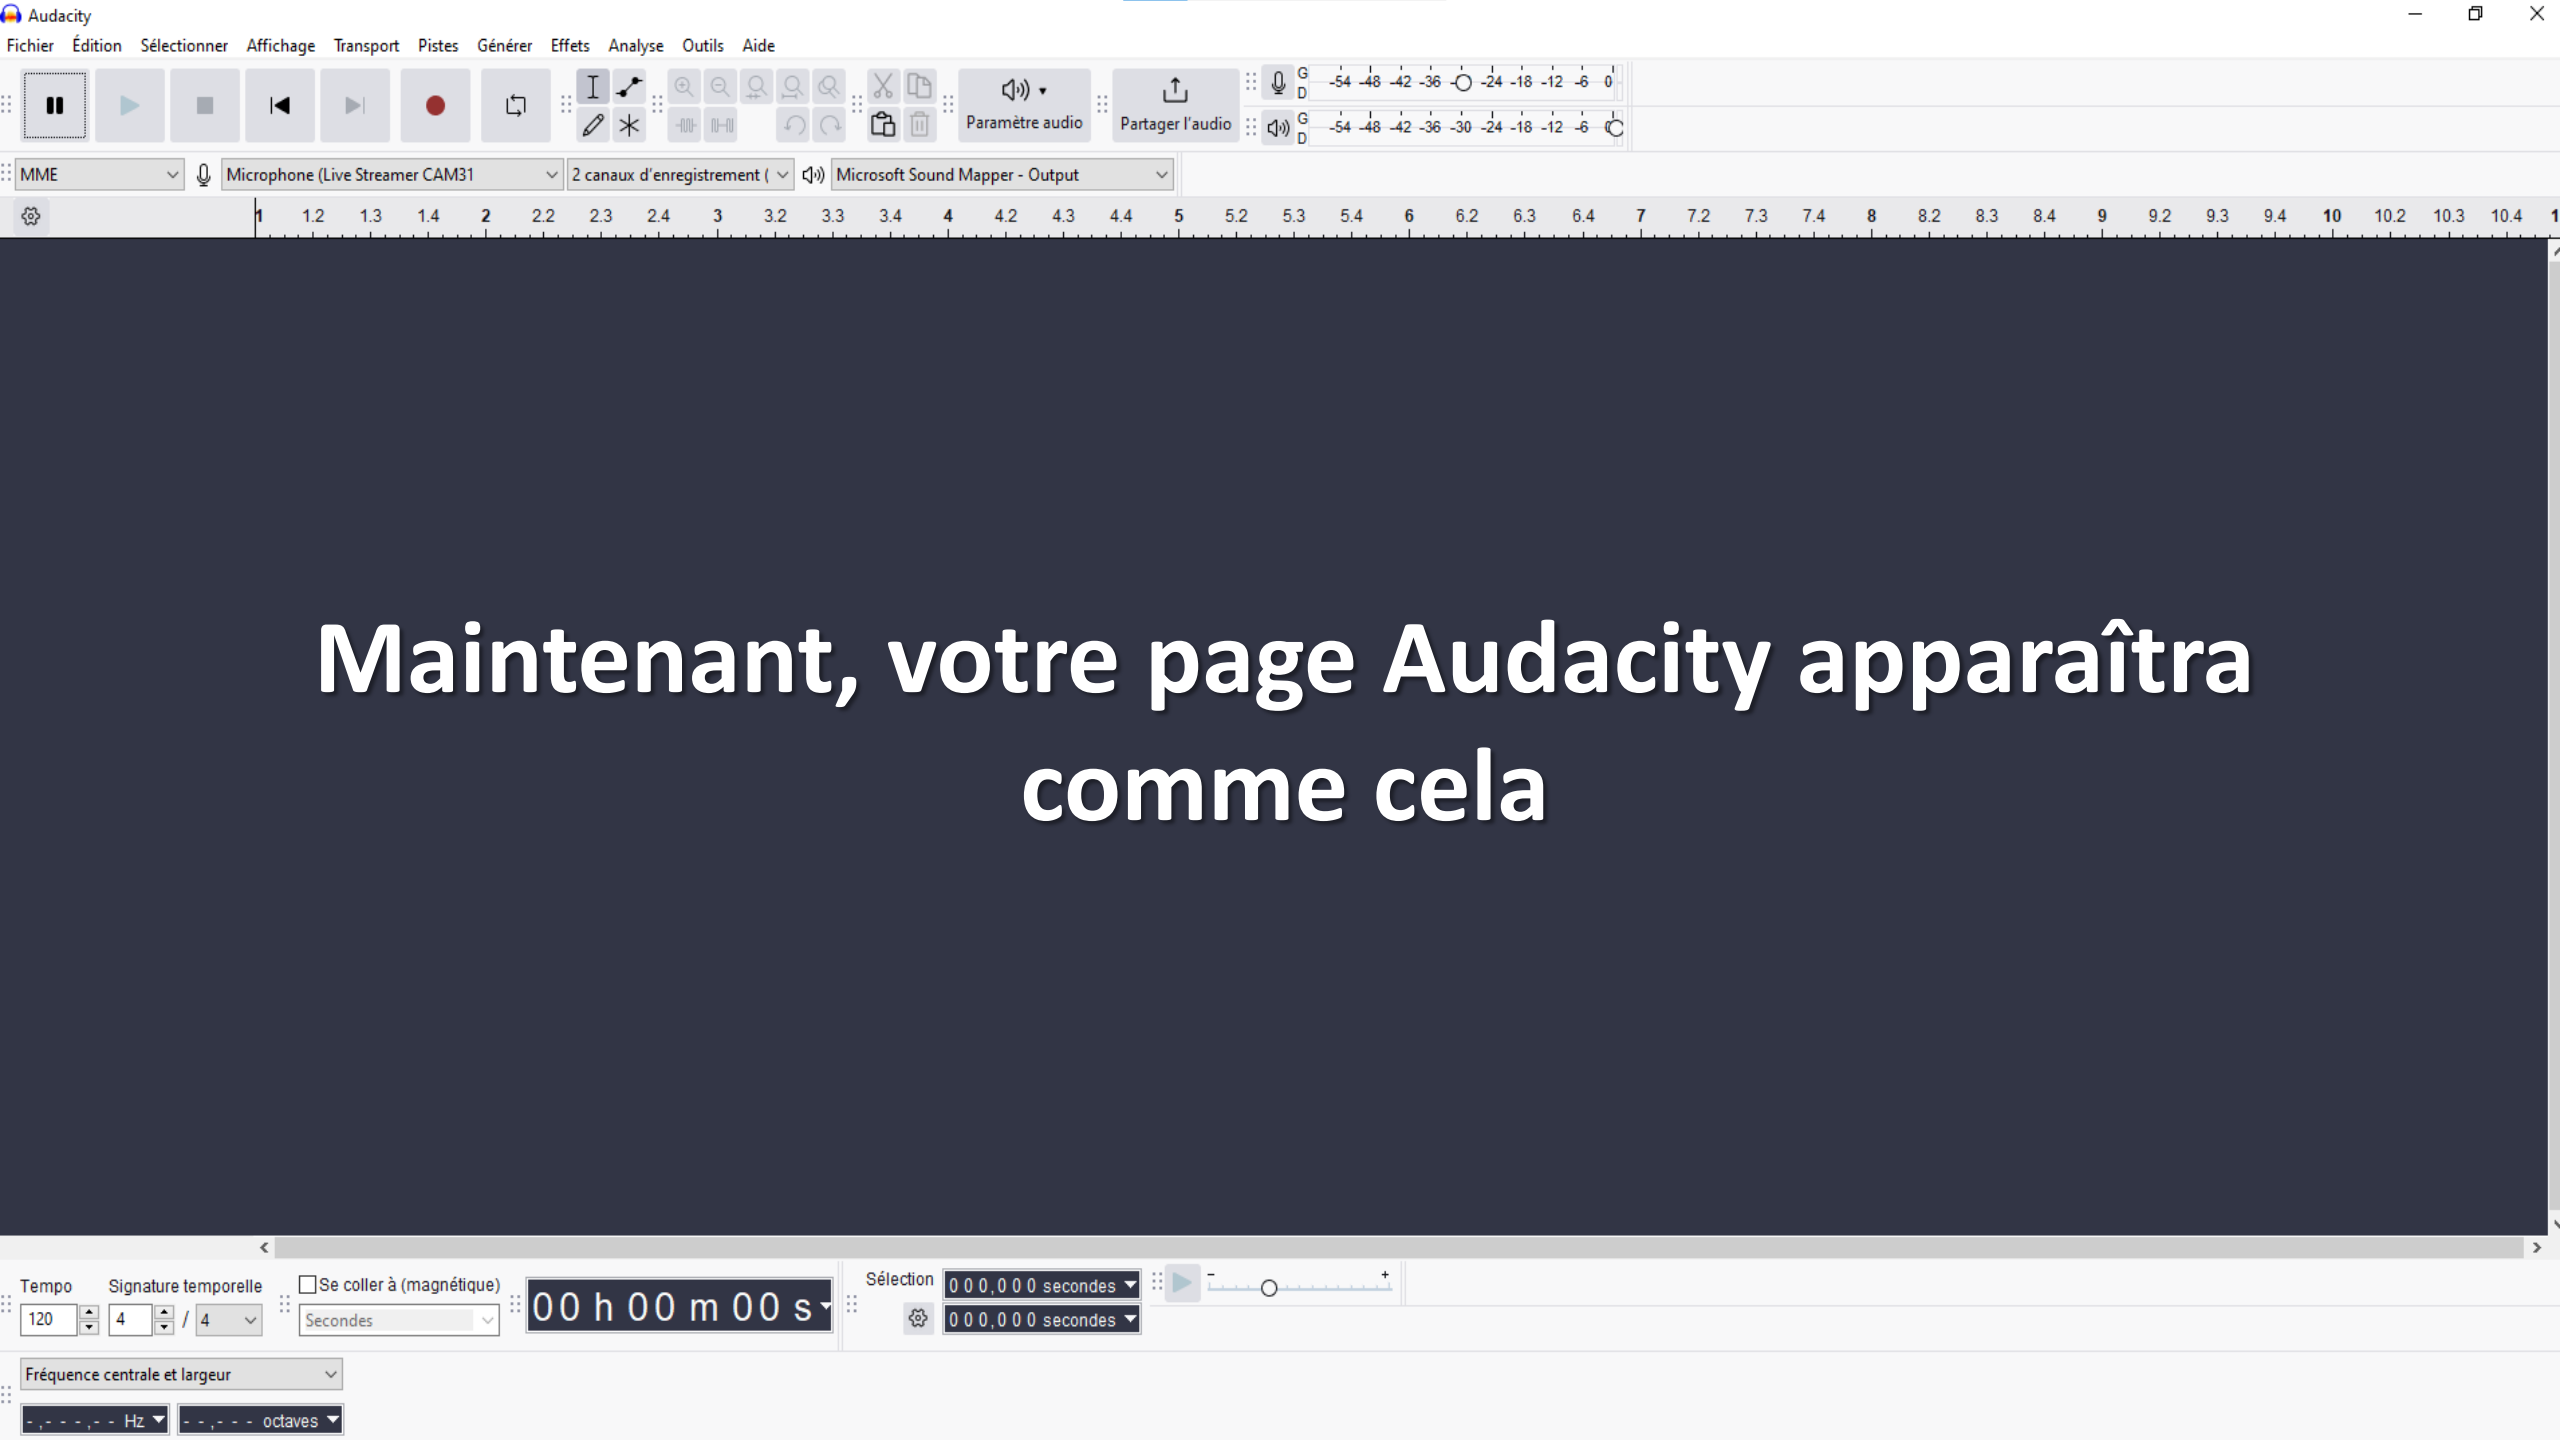 Audacity
Fichier Édition Sélectionner Affichage Transport Pistes Générer Effets Analyse Outils Aide
Paramètre audio
Partager l'audio
G
D
-54 -48 -42 -36 -30 -24 -18 -12 -6 0
G
D
-54 -48 -42 -36 -30 -24 -18 -12 -6 0
MME
Microphone (Live Streamer CAM31
2 canaux d'enregistrement (
Microsoft Sound Mapper - Output
1 1.2 1.3 1.4 2 2.2 2.3 2.4 3 3.2 3.3 3.4 4 4.2 4.3 4.4 5 5.2 5.3 5.4 6 6.2 6.3 6.4 7 7.2 7.3 7.4 8 8.2 8.3 8.4 9 9.2 9.3 9.4 10 10.2 10.3 10.4 1
Maintenant, votre page Audacity apparaîtra
comme cela
Tempo
120
Signature temporelle
4 / 4
Se coller à (magnétique)
Secondes
00 h 00 m 00 s
Sélection
000,000 secondes
000,000 secondes
- +
Fréquence centrale et largeur
-,---,-- Hz
--,--- octaves